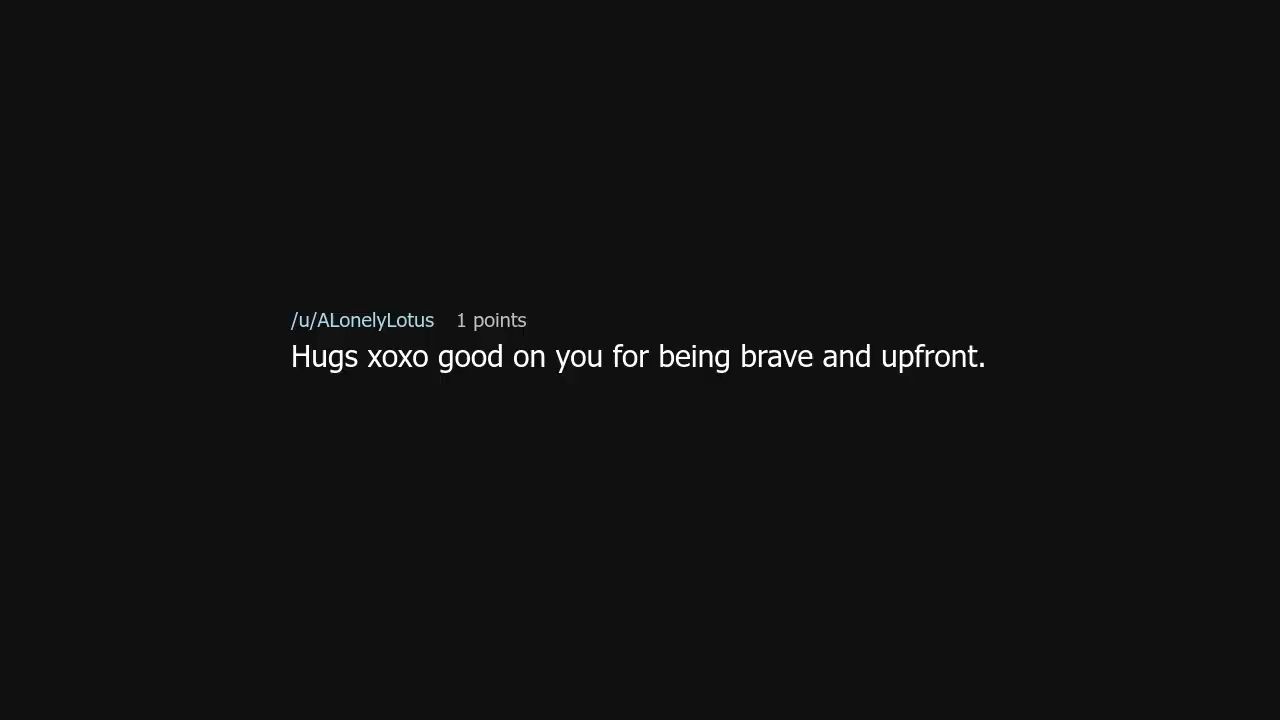 /u/ALonelyLotus 1 points
Hugs xoxo good on you for being brave and upfront.